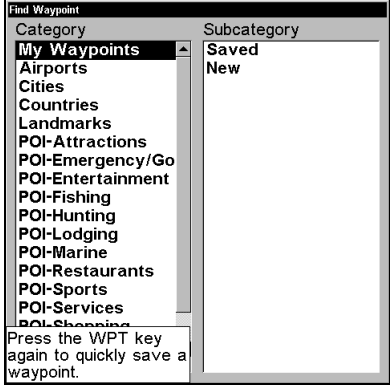 Find Waypoint
Category
Subcategory
My Waypoints
Airports
Cities
Countries
Landmarks
POI-Attractions
POI-Emergency/Go
POI-Entertainment
POI-Fishing
POI-Hunting
POI-Lodging
POI-Marine
POI-Restaurants
POI-Sports
POI-Services
POI-Shopping
Saved
New
Press the WPT key
again to quickly save a
waypoint.